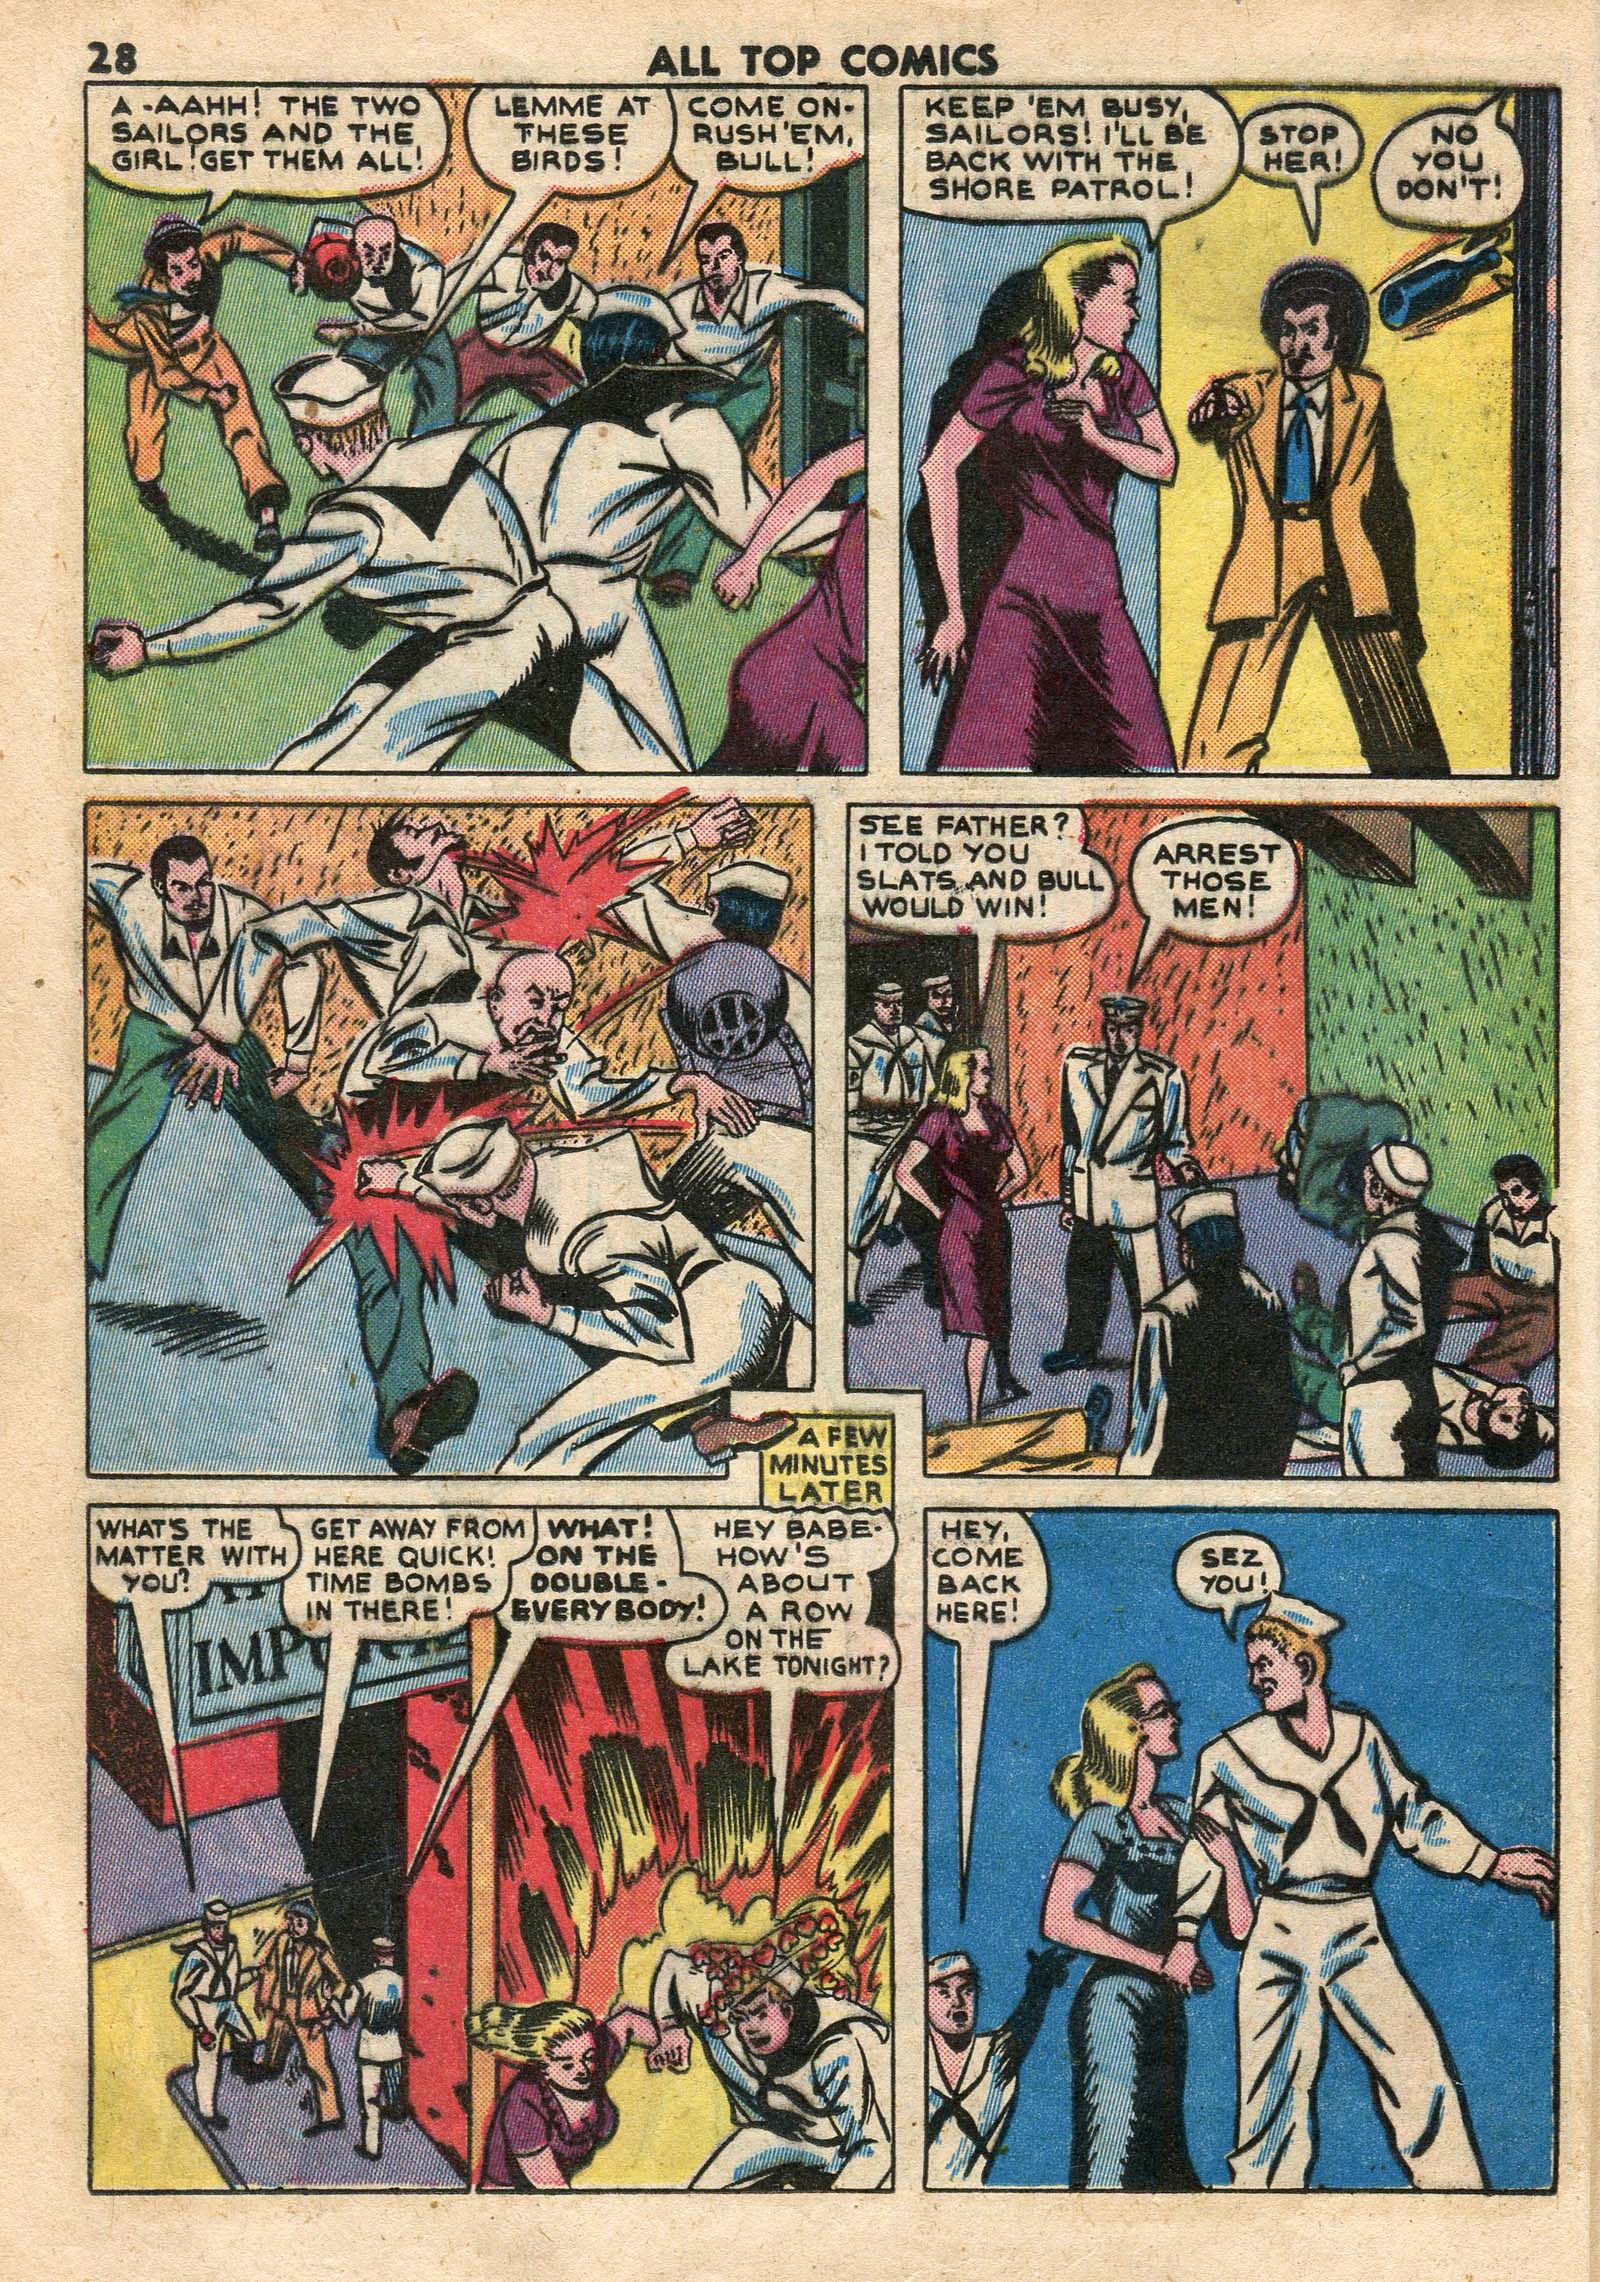 28
ALL TOP COMICS
A-AAHH! THE TWO
SAILORS AND THE
GIRL! GET THEM ALL!
LEMME AT
THESE
BIRDS!
COME ON-
RUSH 'EM,
BULL!
KEEP 'EM BUSY,
SAILORS! I'LL BE
BACK WITH THE
SHORE PATROL!
STOP
HER!
NO
YOU
DON'T!
SEE FATHER?
I TOLD YOU
SLATS AND BULL
WOULD WIN!
ARREST
THOSE
MEN!
WHAT'S THE
MATTER WITH
YOU?
GET AWAY FROM
HERE QUICK!
TIME BOMBS
IN THERE!
WHAT!
ON THE
DOUBLE-
EVERYBODY!
A FEW
MINUTES
LATER
HEY BABE-
HOW'S
ABOUT
A ROW
ON THE
LAKE TONIGHT?
HEY,
COME
BACK
HERE!
SEZ
YOU!